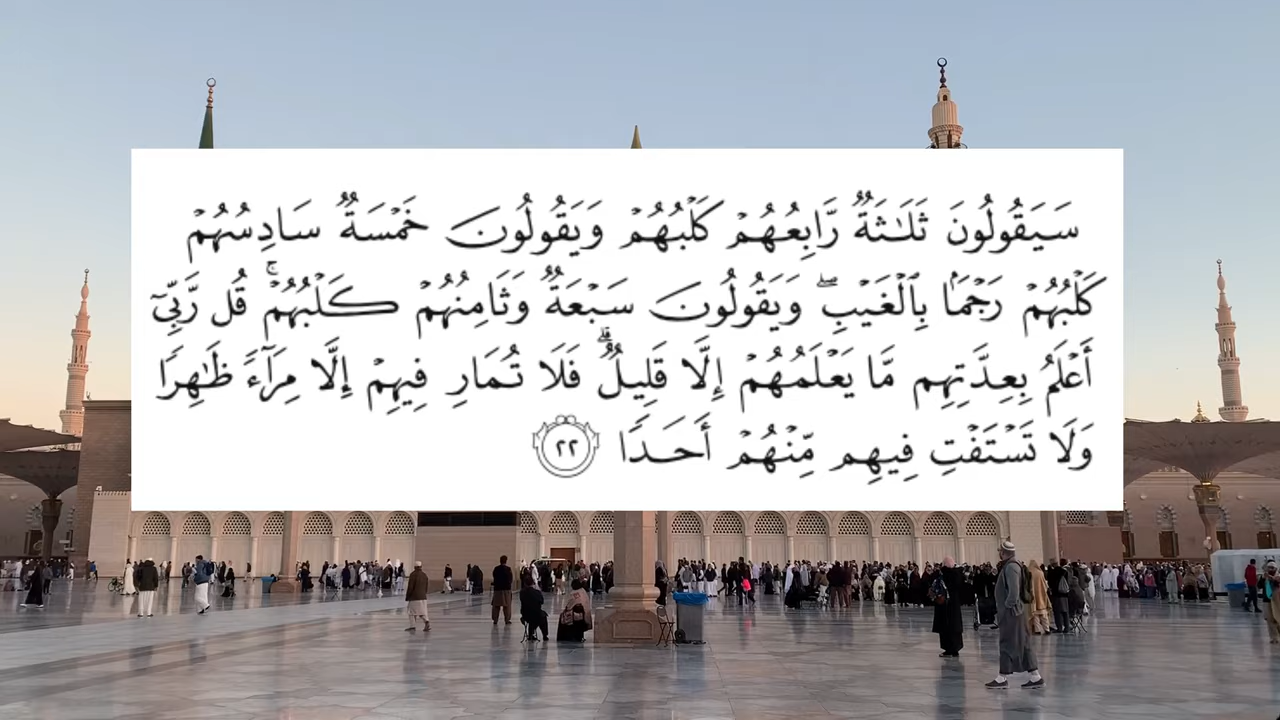 سَيَقُولُونَ ثَلَـٰثَةٌ رَّابِعُهُمْ كَلْبُهُمْ وَيَقُولُونَ خَمْسَةٌ سَادِسُهُمْ
كَلْبُهُمْ رَجْمًۢا بِٱلْغَيْبِ ۖ وَيَقُولُونَ سَبْعَةٌ وَثَامِنُهُمْ كَلْبُهُمْ ۚ قُل رَّبِّىٓ
أَعْلَمُ بِعِدَّتِهِم مَّا يَعْلَمُهُمْ إِلَّا قَلِيلٌ ۗ فَلَا تُمَارِ فِيهِمْ إِلَّا مِرَآءً ظَـٰهِرًا
وَلَا تَسْتَفْتِ فِيهِم مِّنْهُمْ أَحَدًا ٢٢